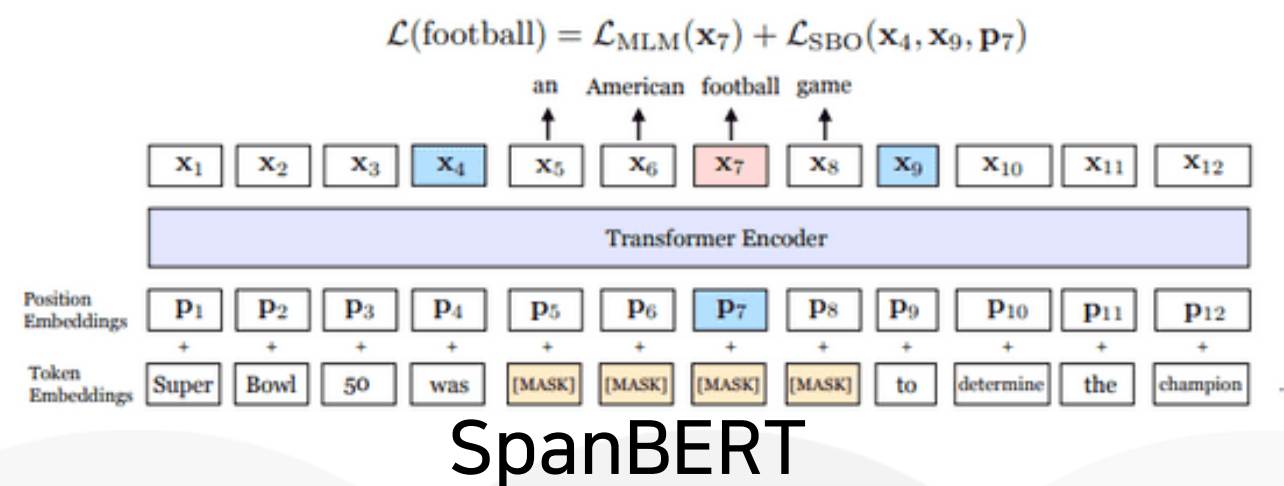 ℒ(football) = ℒMLM(x7) + ℒSBO(x4, x9, p7)
an American football game
x1 x2 x3 x4 x5 x6 x7 x8 x9 x10 x11 x12
Transformer Encoder
Position
Embeddings
p1 p2 p3 p4 p5 p6 p7 p8 p9 p10 p11 p12
+ + + + + + + + + + + +
Token
Embeddings
Super Bowl 50 was [MASK] [MASK] [MASK] [MASK] to determine the champion
SpanBERT